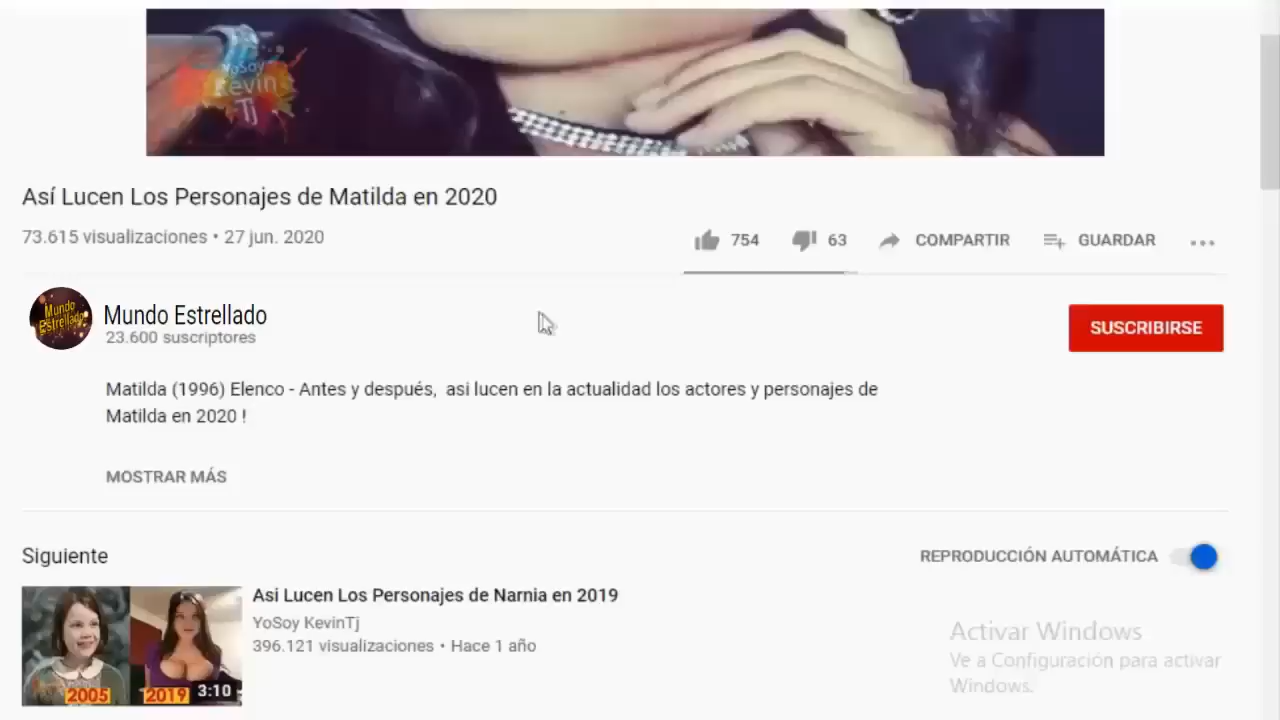 YoSoy
Kevin
Tj
Así Lucen Los Personajes de Matilda en 2020
73.615 visualizaciones • 27 jun. 2020
754
63
COMPARTIR
GUARDAR
Mundo
Estrellado
Mundo Estrellado
23.600 suscriptores
SUSCRIBIRSE
Matilda (1996) Elenco - Antes y después, asi lucen en la actualidad los actores y personajes de
Matilda en 2020 !
MOSTRAR MÁS
Siguiente
REPRODUCCIÓN AUTOMÁTICA
2005
2019
3:10
Asi Lucen Los Personajes de Narnia en 2019
YoSoy KevinTj
396.121 visualizaciones • Hace 1 año
Activar Windows
Ve a Configuración para activar
Windows.